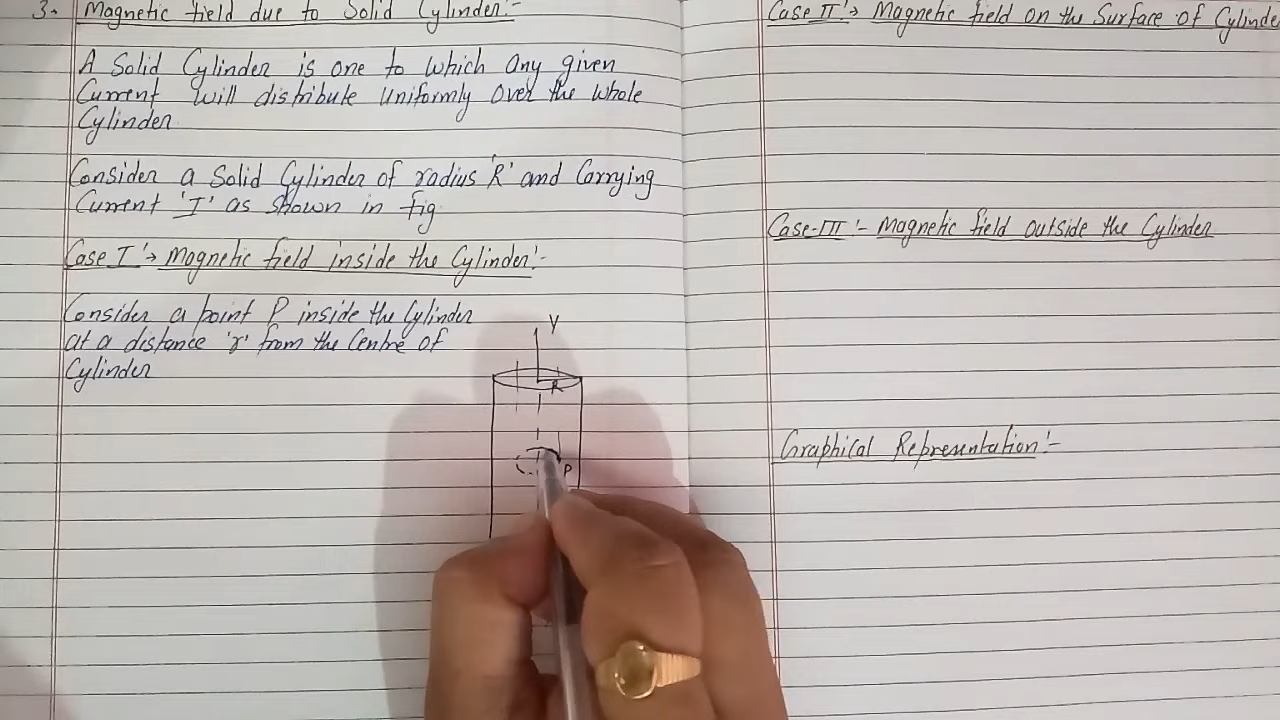 3. Magnetic field due to Solid Cylinder:-
A Solid Cylinder is one to which any given
Current will distribute uniformly over the whole
Cylinder.
Consider a Solid Cylinder of radius 'R' and Carrying
Current 'I' as shown in fig.
Case I:→ Magnetic field inside the Cylinder:-
Consider a point P inside the Cylinder
at a distance 'r' from the Centre of
Cylinder
Y
R
P
Case II:→ Magnetic field on the Surface of Cylinde
Case-III:- Magnetic field outside the Cylinder
Graphical Representation:-